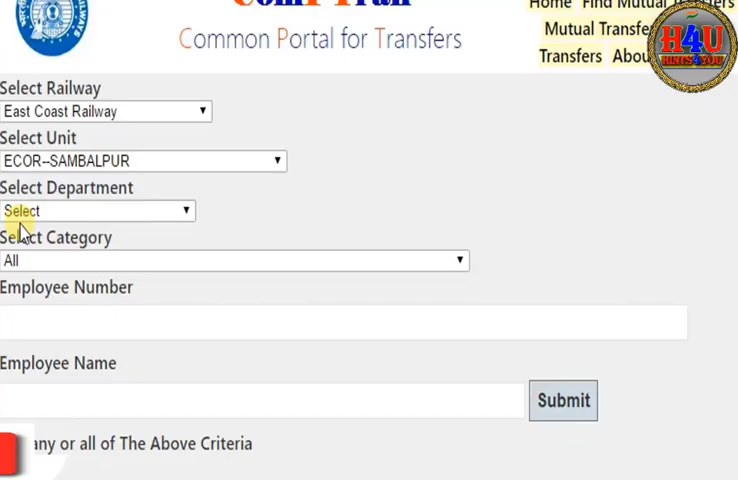 Common Portal for Transfers
Home Find Mutual Transfers
Mutual Transfe
Transfers Abou
H4U
HINTS4YOU
Select Railway
East Coast Railway
Select Unit
ECOR--SAMBALPUR
Select Department
Select
Select Category
All
Employee Number
Employee Name
Submit
any or all of The Above Criteria